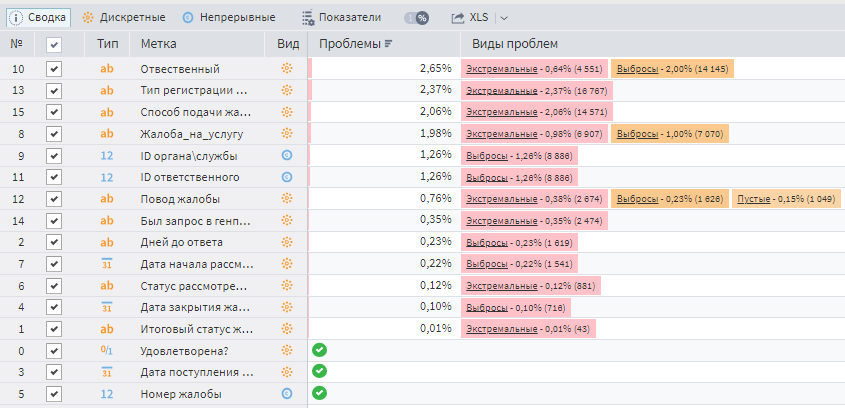 Сводка Дискретные Непрерывные Показатели % XLS
№ Тип Метка Вид Проблемы Виды проблем
10 ab Отвественный 2,65% Экстремальные - 0,64% (4 551) Выбросы - 2,00% (14 145)
13 ab Тип регистрации ... 2,37% Экстремальные - 2,37% (16 767)
15 ab Способ подачи жа... 2,06% Экстремальные - 2,06% (14 571)
8 ab Жалоба_на_услугу 1,98% Экстремальные - 0,98% (6 907) Выбросы - 1,00% (7 070)
9 12 ID органа\службы 1,26% Выбросы - 1,26% (8 886)
11 12 ID ответственного 1,26% Выбросы - 1,26% (8 886)
12 ab Повод жалобы 0,76% Экстремальные - 0,38% (2 674) Выбросы - 0,23% (1 626) Пустые - 0,15% (1 049)
14 ab Был запрос в генп... 0,35% Экстремальные - 0,35% (2 474)
2 ab Дней до ответа 0,23% Выбросы - 0,23% (1 619)
7 31 Дата начала рассм... 0,22% Выбросы - 0,22% (1 541)
6 ab Статус рассмотре... 0,12% Экстремальные - 0,12% (881)
4 31 Дата закрытия жа... 0,10% Выбросы - 0,10% (716)
1 ab Итоговый статус ж... 0,01% Экстремальные - 0,01% (43)
0 0/1 Удовлетворена?
3 31 Дата поступления ...
5 12 Номер жалобы